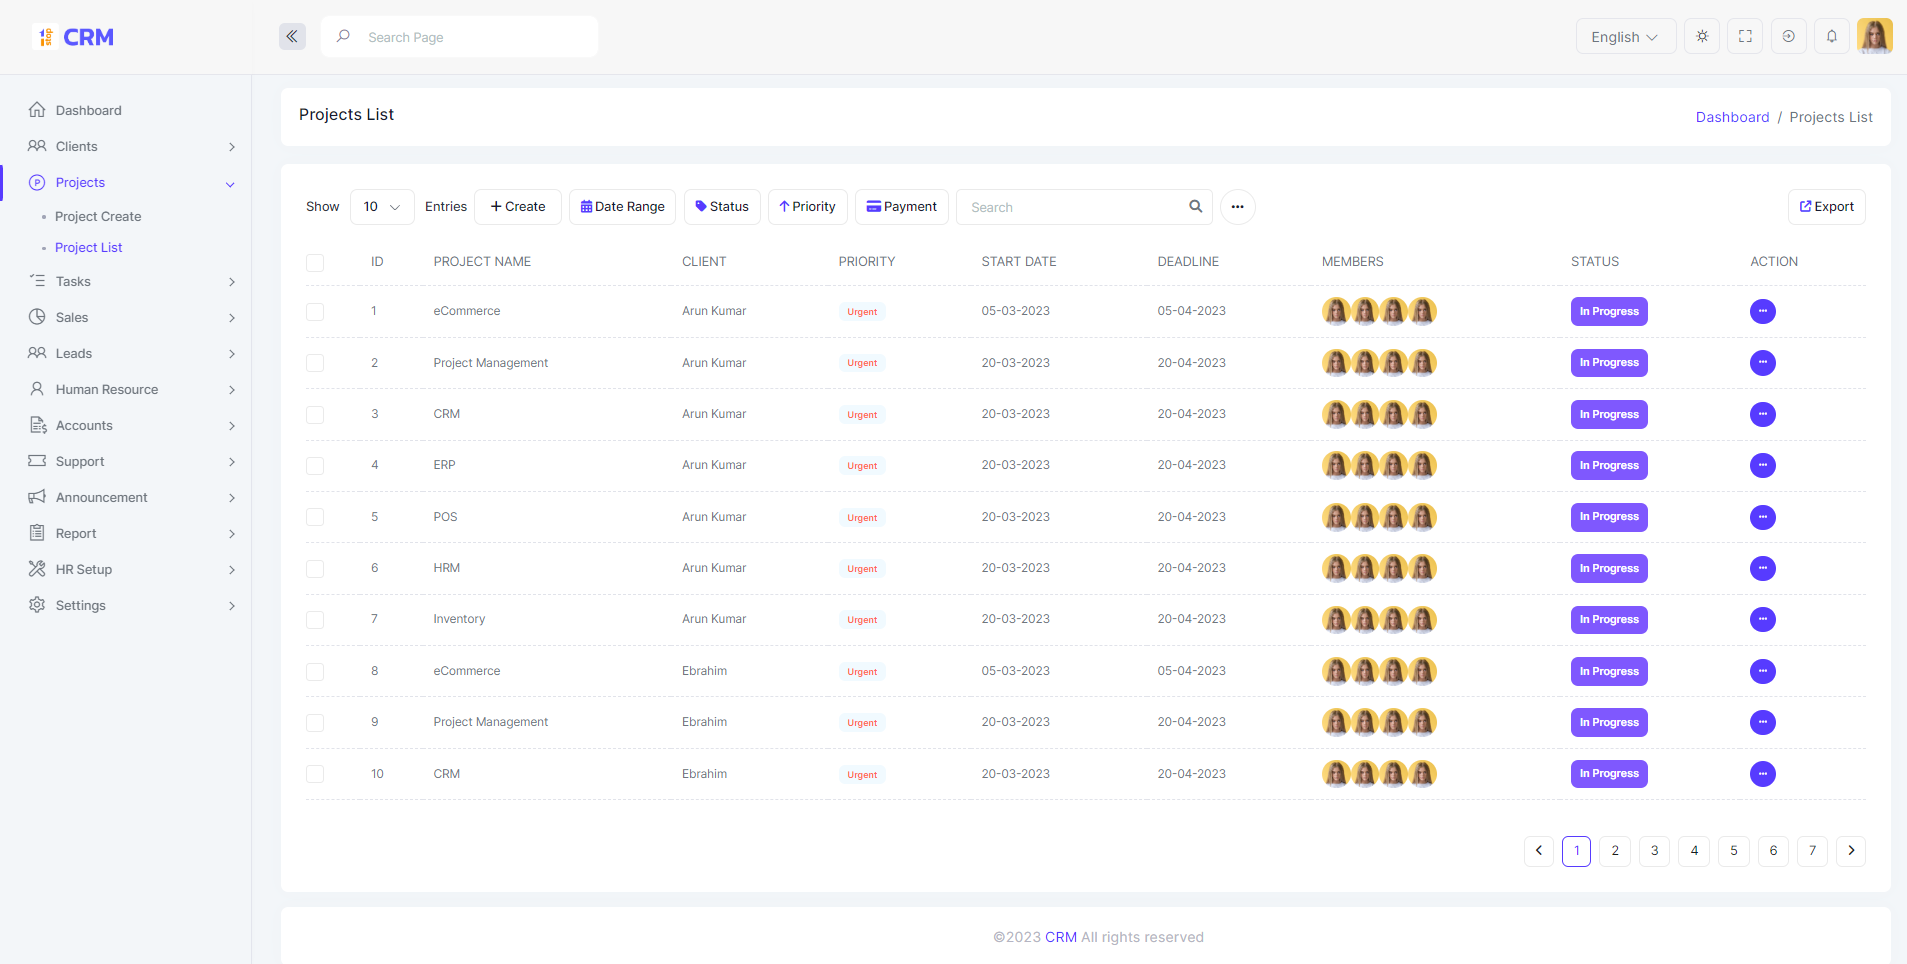 1 stop CRM
Search Page
English
Dashboard
Clients
Projects
Project Create
Project List
Tasks
Sales
Leads
Human Resource
Accounts
Support
Announcement
Report
HR Setup
Settings
Projects List
Dashboard / Projects List
Show 10 Entries + Create Date Range Status Priority Payment Search ... Export
ID PROJECT NAME CLIENT PRIORITY START DATE DEADLINE MEMBERS STATUS ACTION
1 eCommerce Arun Kumar Urgent 05-03-2023 05-04-2023 In Progress ...
2 Project Management Arun Kumar Urgent 20-03-2023 20-04-2023 In Progress ...
3 CRM Arun Kumar Urgent 20-03-2023 20-04-2023 In Progress ...
4 ERP Arun Kumar Urgent 20-03-2023 20-04-2023 In Progress ...
5 POS Arun Kumar Urgent 20-03-2023 20-04-2023 In Progress ...
6 HRM Arun Kumar Urgent 20-03-2023 20-04-2023 In Progress ...
7 Inventory Arun Kumar Urgent 20-03-2023 20-04-2023 In Progress ...
8 eCommerce Ebrahim Urgent 05-03-2023 05-04-2023 In Progress ...
9 Project Management Ebrahim Urgent 20-03-2023 20-04-2023 In Progress ...
10 CRM Ebrahim Urgent 20-03-2023 20-04-2023 In Progress ...
< 1 2 3 4 5 6 7 >
©2023 CRM All rights reserved